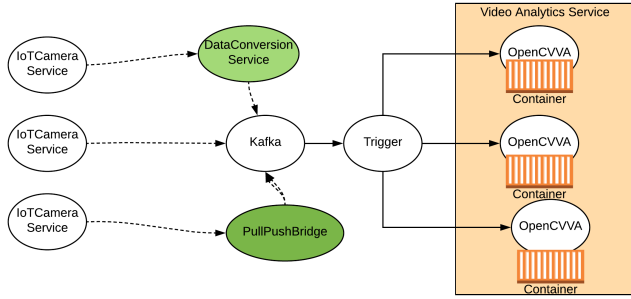 Video Analytics Service
IoTCamera
Service
DataConversion
Service
OpenCVVA
Container
IoTCamera
Service
Kafka
Trigger
OpenCVVA
Container
IoTCamera
Service
PullPushBridge
OpenCVVA
Container